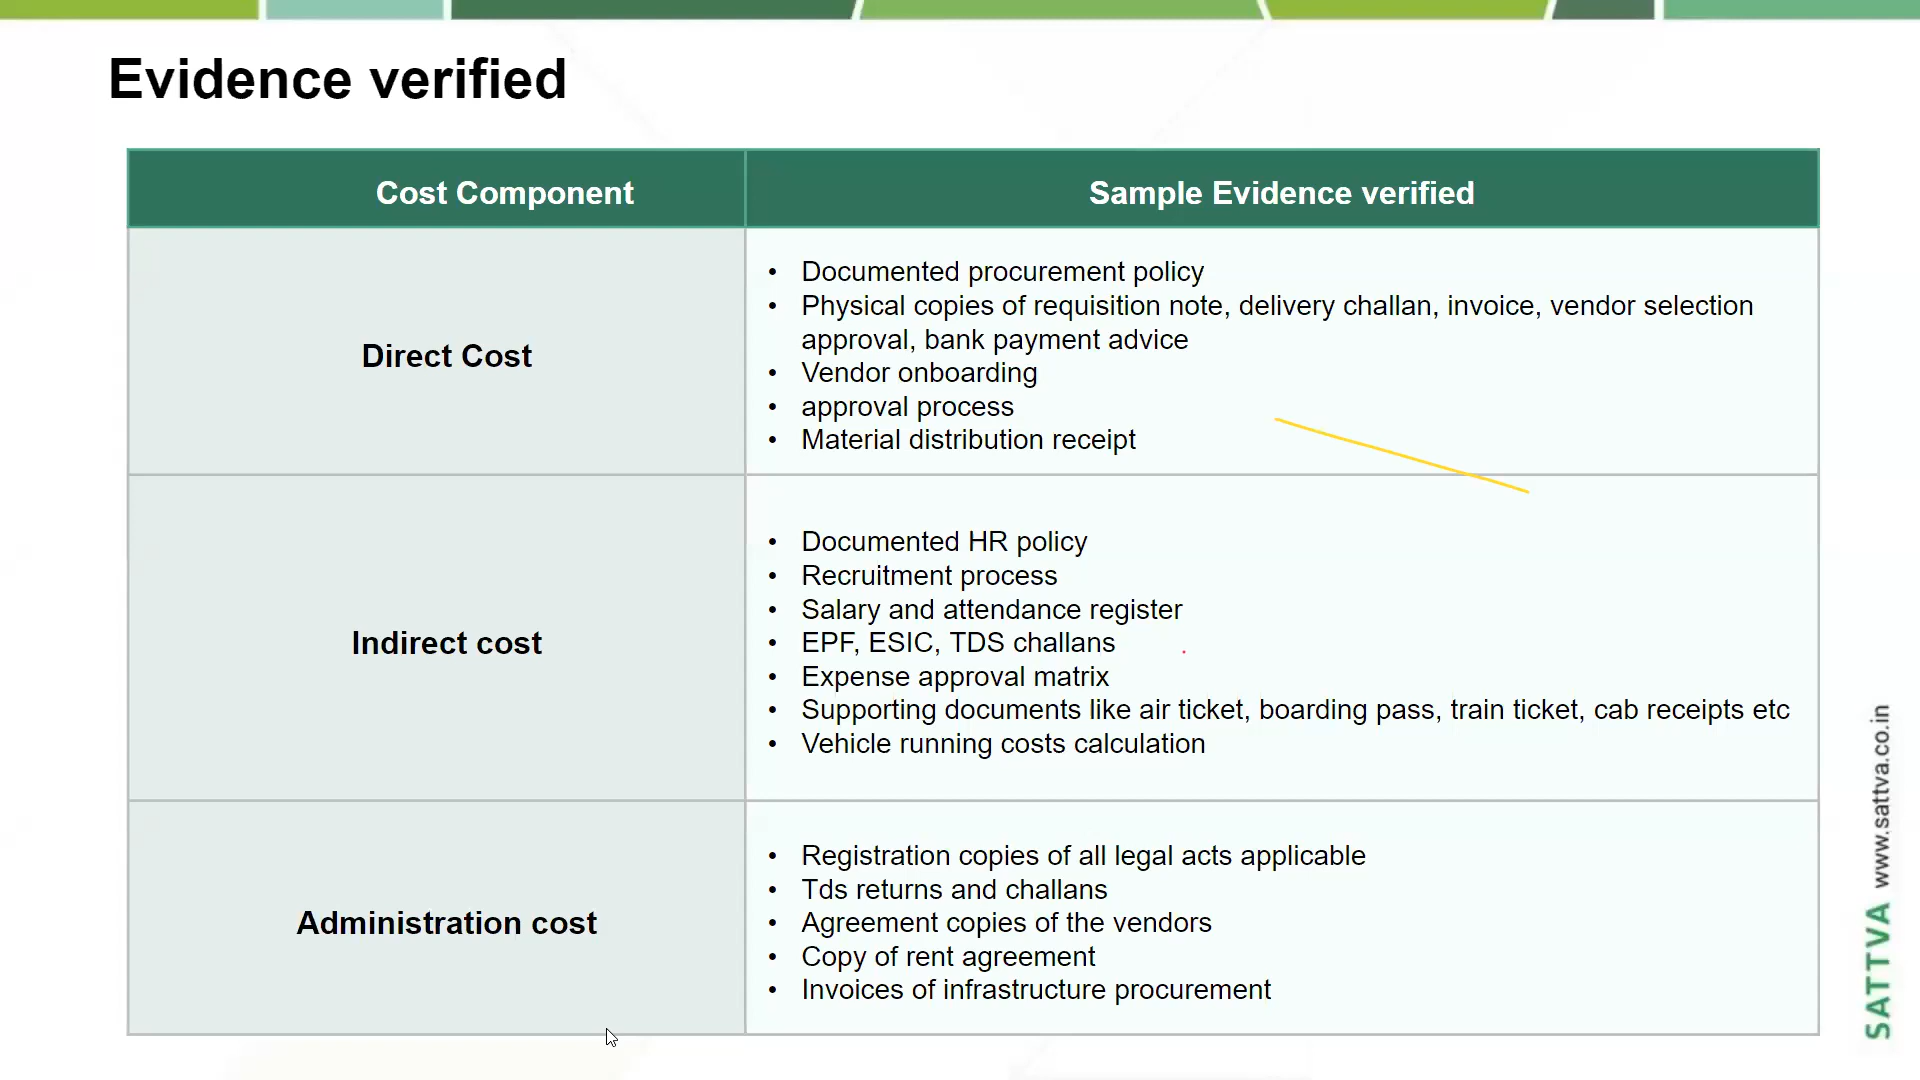 Evidence verified
Cost Component
Sample Evidence verified
Direct Cost
• Documented procurement policy
• Physical copies of requisition note, delivery challan, invoice, vendor selection
approval, bank payment advice
• Vendor onboarding
• approval process
• Material distribution receipt
Indirect cost
• Documented HR policy
• Recruitment process
• Salary and attendance register
• EPF, ESIC, TDS challans
• Expense approval matrix
• Supporting documents like air ticket, boarding pass, train ticket, cab receipts etc
• Vehicle running costs calculation
Administration cost
• Registration copies of all legal acts applicable
• Tds returns and challans
• Agreement copies of the vendors
• Copy of rent agreement
• Invoices of infrastructure procurement
SATTVA www.sattva.co.in